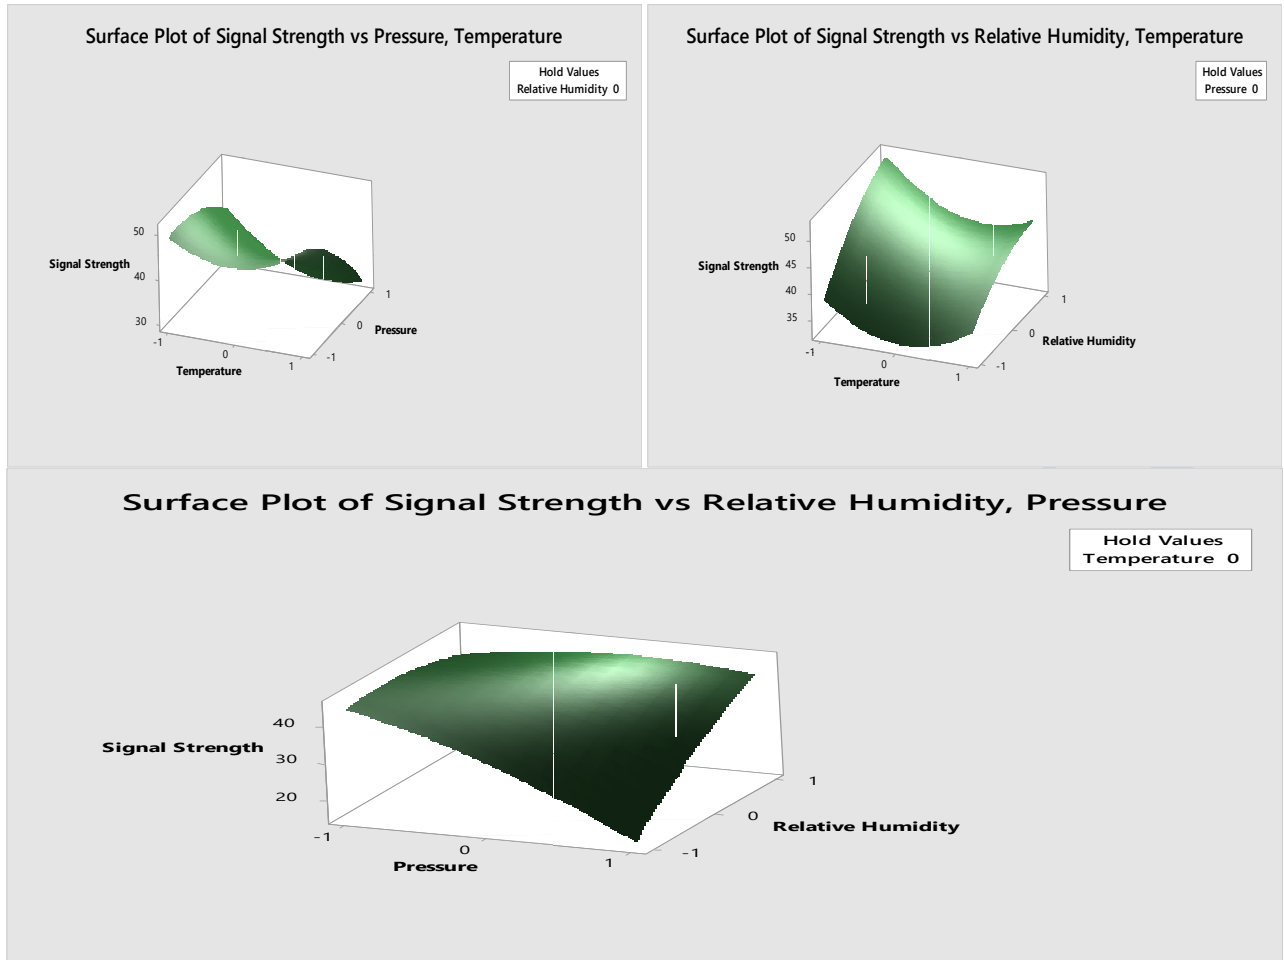 Surface Plot of Signal Strength vs Pressure, Temperature
Hold Values
Relative Humidity 0
50
Signal Strength
40
30
-1
0
1
Temperature
-1
0
1
Pressure
Surface Plot of Signal Strength vs Relative Humidity, Temperature
Hold Values
Pressure 0
50
Signal Strength
45
40
35
-1
0
1
Temperature
-1
0
1
Relative Humidity
Surface Plot of Signal Strength vs Relative Humidity, Pressure
Hold Values
Temperature 0
40
Signal Strength
30
20
-1
0
1
Pressure
-1
0
1
Relative Humidity